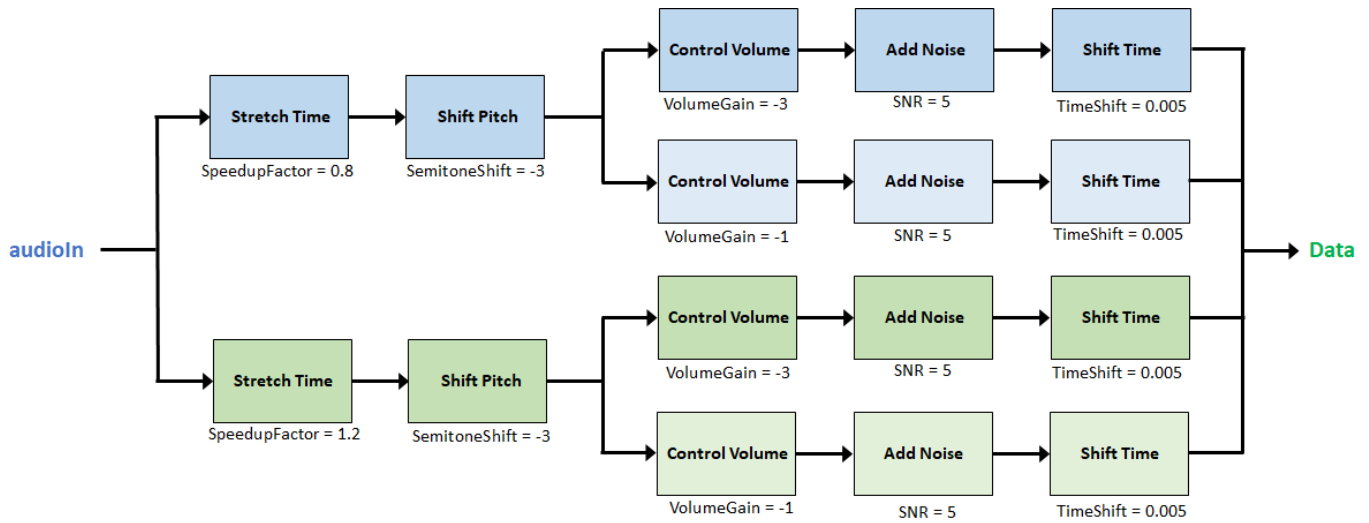 Control Volume
Add Noise
Shift Time
VolumeGain = -3
SNR = 5
TimeShift = 0.005
Stretch Time
Shift Pitch
SpeedupFactor = 0.8
SemitoneShift = -3
Control Volume
Add Noise
Shift Time
VolumeGain = -1
SNR = 5
TimeShift = 0.005
audioIn
Data
Control Volume
Add Noise
Shift Time
VolumeGain = -3
SNR = 5
TimeShift = 0.005
Stretch Time
Shift Pitch
SpeedupFactor = 1.2
SemitoneShift = -3
Control Volume
Add Noise
Shift Time
VolumeGain = -1
SNR = 5
TimeShift = 0.005